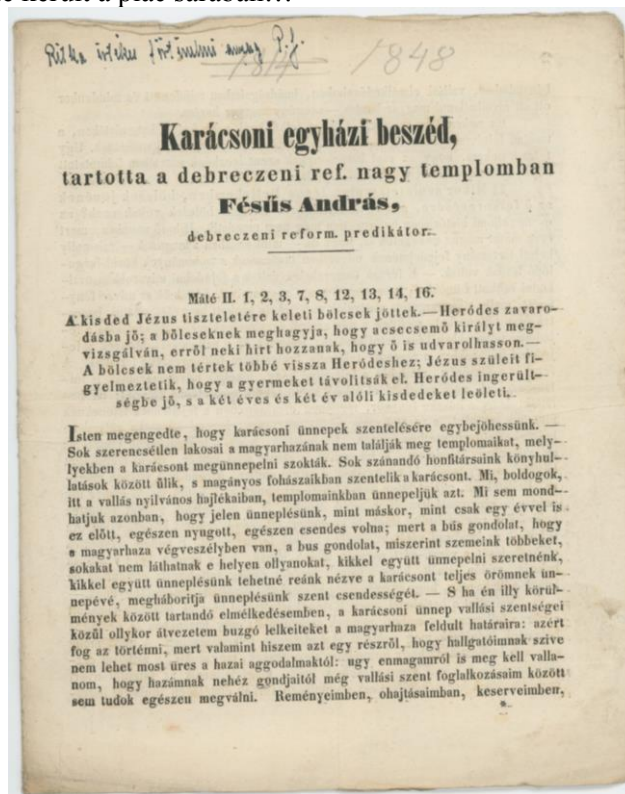 e került a piac sarában…
Ritka értékes tört-énelmi anyag P.j.
1814 1848
Karácsoni egyházi beszéd,
tartotta a debreczeni ref. nagy templomban
Fésűs András,
debreczeni reform. predikátor.
Máté II. 1, 2, 3, 7, 8, 12, 13, 14, 16.
A kisded Jézus tiszteletére keleti bölcsek jöttek.—Heródes zavaro-
dásba jő; a bölcseknek meghagyja, hogy a csecsemő királyt meg-
vizsgálván, erről neki hirt hozzanak, hogy ő is udvarolhasson.—
A bölcsek nem tértek többé vissza Heródeshez; Jézus szüleit fi-
gyelmeztetik, hogy a gyermeket távolitsák el. Heródes ingerült-
ségbe jő, s a két éves és két év alóli kisdedeket leöleti.
Isten megengedte, hogy karácsoni ünnepek szentelésére egybejöhessünk. —
Sok szerencsétlen lakosai a magyarhazának nem találják meg templomaikat, mely-
lyekben a karácsont megünnepelni szokták. Sok szánandó honfitársaink könyhul-
latások között ülik, s magányos fohászaikban szentelik a karácsont. Mi, boldogok,
itt a vallás nyilvános hajlékaiban, templomainkban ünnepeljük azt. Mi sem mond-
hatjuk azonban, hogy jelen ünneplésünk, mint máskor, mint csak egy évvel is
ez előtt, egészen nyugott, egészen csendes volna; mert a bús gondolat, hogy
a magyarhaza végveszélyben van, a bus gondolat, miszerint szemeink többeket,
sokakat nem láthatnak e helyen ollyanokat, kikkel együtt ünnepelni szeretnénk,
kikkel együtt ünneplésünk tehetné reánk nézve a karácsont teljes örömnek ün-
nepévé, megháboritja ünneplésünk szent csendességét. — S ha én illy körül-
mények között tartandó elmélkedésemben, a karácsoni ünnep vallási szentségei
közül ollykor átvezetem buzgó lelkeiteket a magyarhaza feldult határaira: azért
fog az történni, mert valamint hiszem azt egy részről, hogy hallgatóimnak szive
nem lehet most üres a hazai aggodalmaktól: ugy enmagamról is meg kell valla-
nom, hogy hazámnak nehéz gondjaitól még vallási szent foglalkozásaim között
sem tudok egészen megválni. Reményeimben, ohajtásaimban, keserveimben,